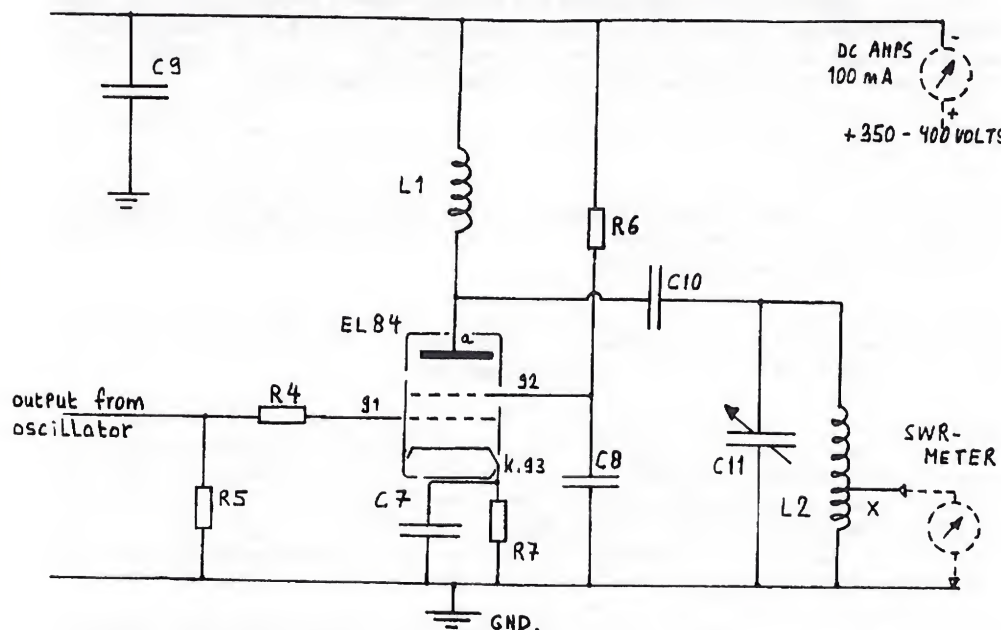 C9
DC AMPS
100 mA
-
+
+350-400 VOLTS
L1
R6
C10
EL84
a
g2
output from
oscillator
R4
g1
k.g3
C7
R5
R7
C8
C11
L2
X
SWR-
METER
GND.